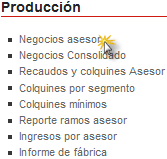 Producción
Negocios asesor
Negocios Consolidado
Recaudos y colquines Asesor
Colquines por segmento
Colquines mínimos
Reporte ramos asesor
Ingresos por asesor
Informe de fábrica